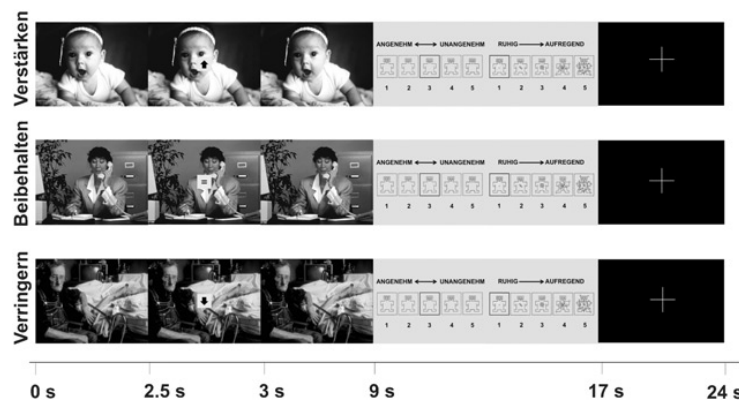 Verstärken
ANGENEHM UNANGENEHM RUHIG AUFREGEND
1 2 3 4 5 1 2 3 4 5
Beibehalten
ANGENEHM UNANGENEHM RUHIG AUFREGEND
1 2 3 4 5 1 2 3 4 5
Verringern
ANGENEHM UNANGENEHM RUHIG AUFREGEND
1 2 3 4 5 1 2 3 4 5
0 s 2.5 s 3 s 9 s 17 s 24 s